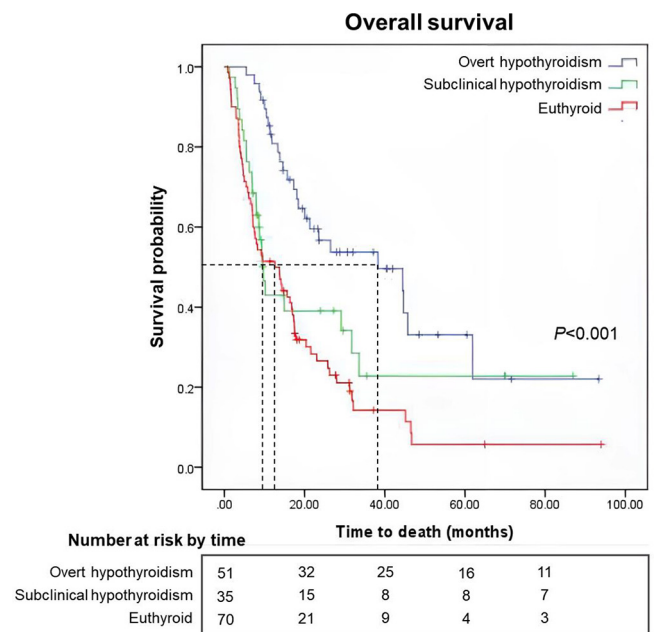 Overall survival
Overt hypothyroidism
Subclinical hypothyroidism
Euthyroid
Survival probability
1.0
0.8
0.6
0.4
0.2
0.0
P<0.001
.00 20.00 40.00 60.00 80.00 100.00
Time to death (months)
Number at risk by time
Overt hypothyroidism 51 32 25 16 11
Subclinical hypothyroidism 35 15 8 8 7
Euthyroid 70 21 9 4 3